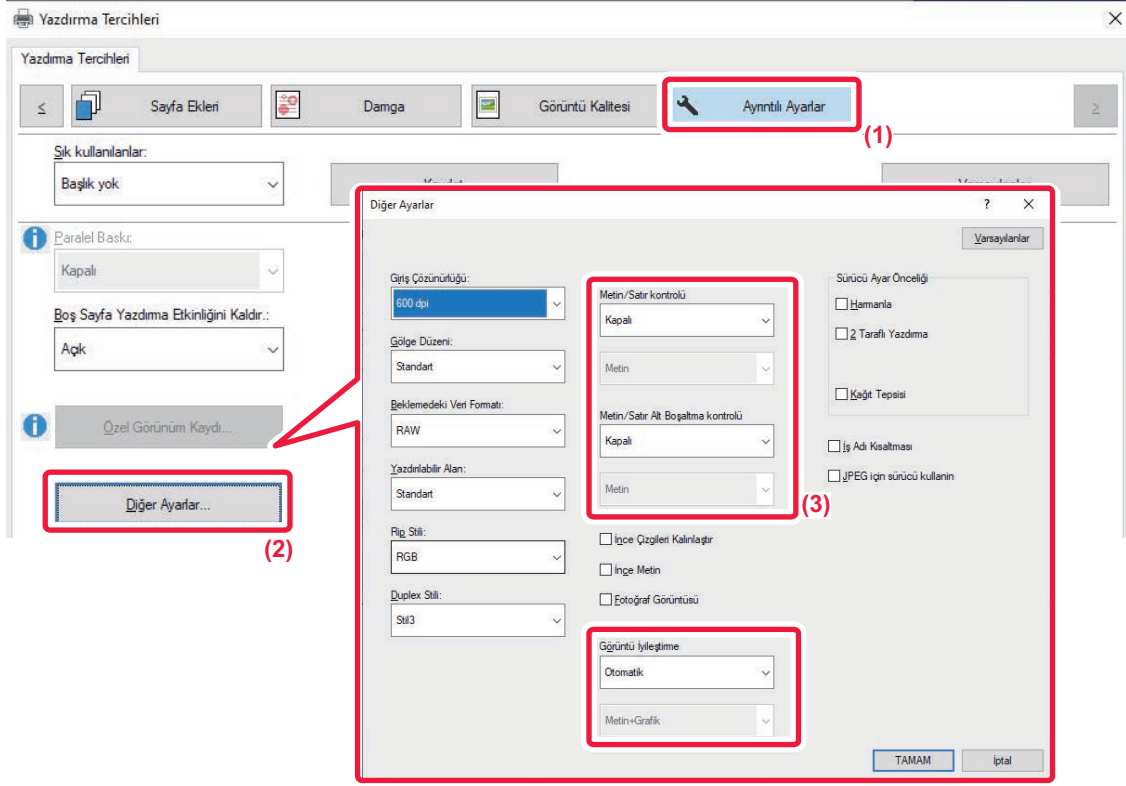 Yazdırma Tercihleri
Yazdırma Tercihleri
<
Sayfa Ekleri
Damga
Görüntü Kalitesi
Ayrıntılı Ayarlar
>
(1)
Sık kullanılanlar:
Başlık yok
Paralel Baskı:
Kapalı
Boş Sayfa Yazdırma Etkinliğini Kaldır.:
Açık
Özel Görünüm Kaydı...
Diğer Ayarlar...
(2)
Diğer Ayarlar
?
Varsayılanlar
Giriş Çözünürlüğü:
600 dpi
Gölge Düzeni:
Standart
Beklemedeki Veri Formatı:
RAW
Yazdırılabilir Alan:
Standart
Rip Stili:
RGB
Duplex Stili:
Stil3
Metin/Satır kontrolü
Kapalı
Metin
Metin/Satır Alt Boşaltma kontrolü
Kapalı
Metin
(3)
İnce Çizgileri Kalınlaştır
İnce Metin
Fotoğraf Görüntüsü
Görüntü İyileştirme
Otomatik
Metin+Grafik
Sürücü Ayar Önceliği
Harmanla
2 Taraflı Yazdırma
Kağıt Tepsisi
İş Adı Kısaltması
JPEG için sürücü kullanin
TAMAM
İptal